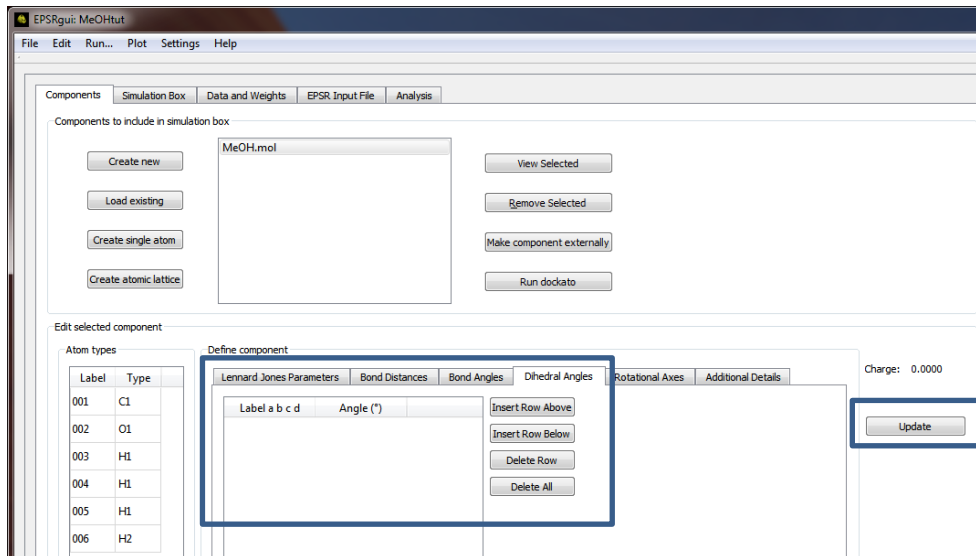 EPSRgui: MeOHtut
File Edit Run... Plot Settings Help
Components Simulation Box Data and Weights EPSR Input File Analysis
Components to include in simulation box
MeOH.mol
Create new
Load existing
Create single atom
Create atomic lattice
View Selected
Remove Selected
Make component externally
Run dockato
Edit selected component
Atom types
Label Type
001 C1
002 O1
003 H1
004 H1
005 H1
006 H2
Define component
Lennard Jones Parameters Bond Distances Bond Angles Dihedral Angles Rotational Axes Additional Details
Label a b c d Angle (°)
Insert Row Above
Insert Row Below
Delete Row
Delete All
Charge: 0.0000
Update